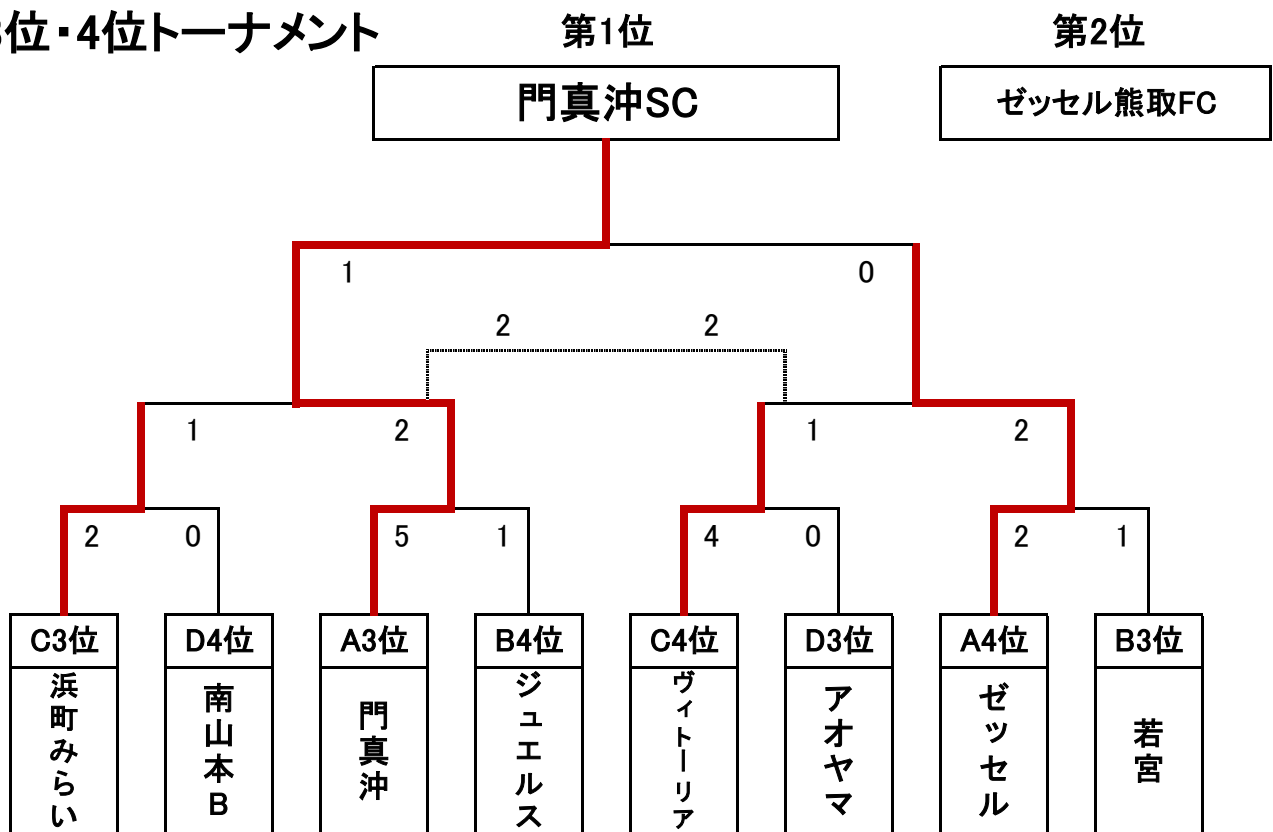 位・4位トーナメント
第1位
第2位
門真沖SC
ゼッセル熊取FC
1
0
2
2
1
2
1
2
2
0
5
1
4
0
2
1
C3位
D4位
A3位
B4位
C4位
D3位
A4位
B3位
浜町みらい
南山本B
門真沖
ジュエルス
ヴィトーリア
アオヤマ
ゼッセル
若宮